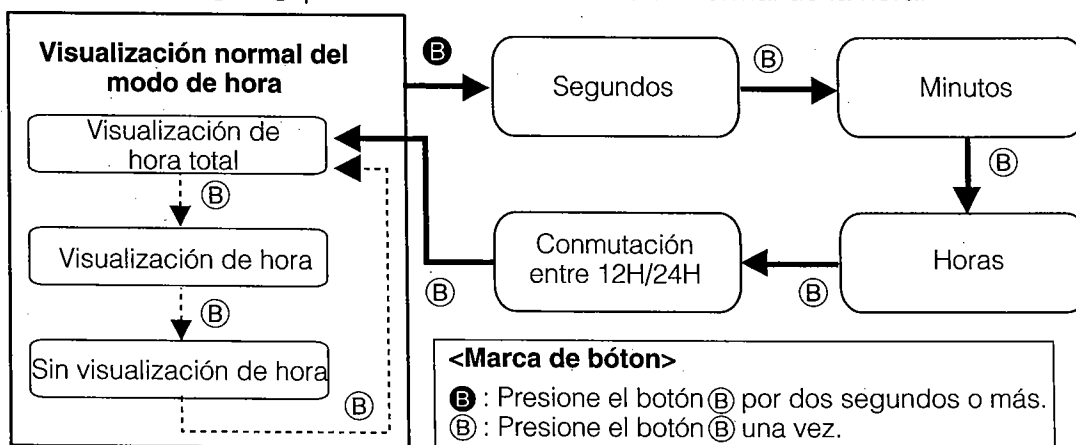 Visualización normal del
modo de hora
Visualización de
hora total
Ⓑ
Visualización de hora
Ⓑ
Sin visualización de hora
Ⓑ
🅑
Segundos
Ⓑ
Minutos
Ⓑ
Horas
Ⓑ
Conmutación
entre 12H/24H
Ⓑ
<Marca de bóton>
🅑 : Presione el botón Ⓑ por dos segundos o más.
Ⓑ : Presione el botón Ⓑ una vez.